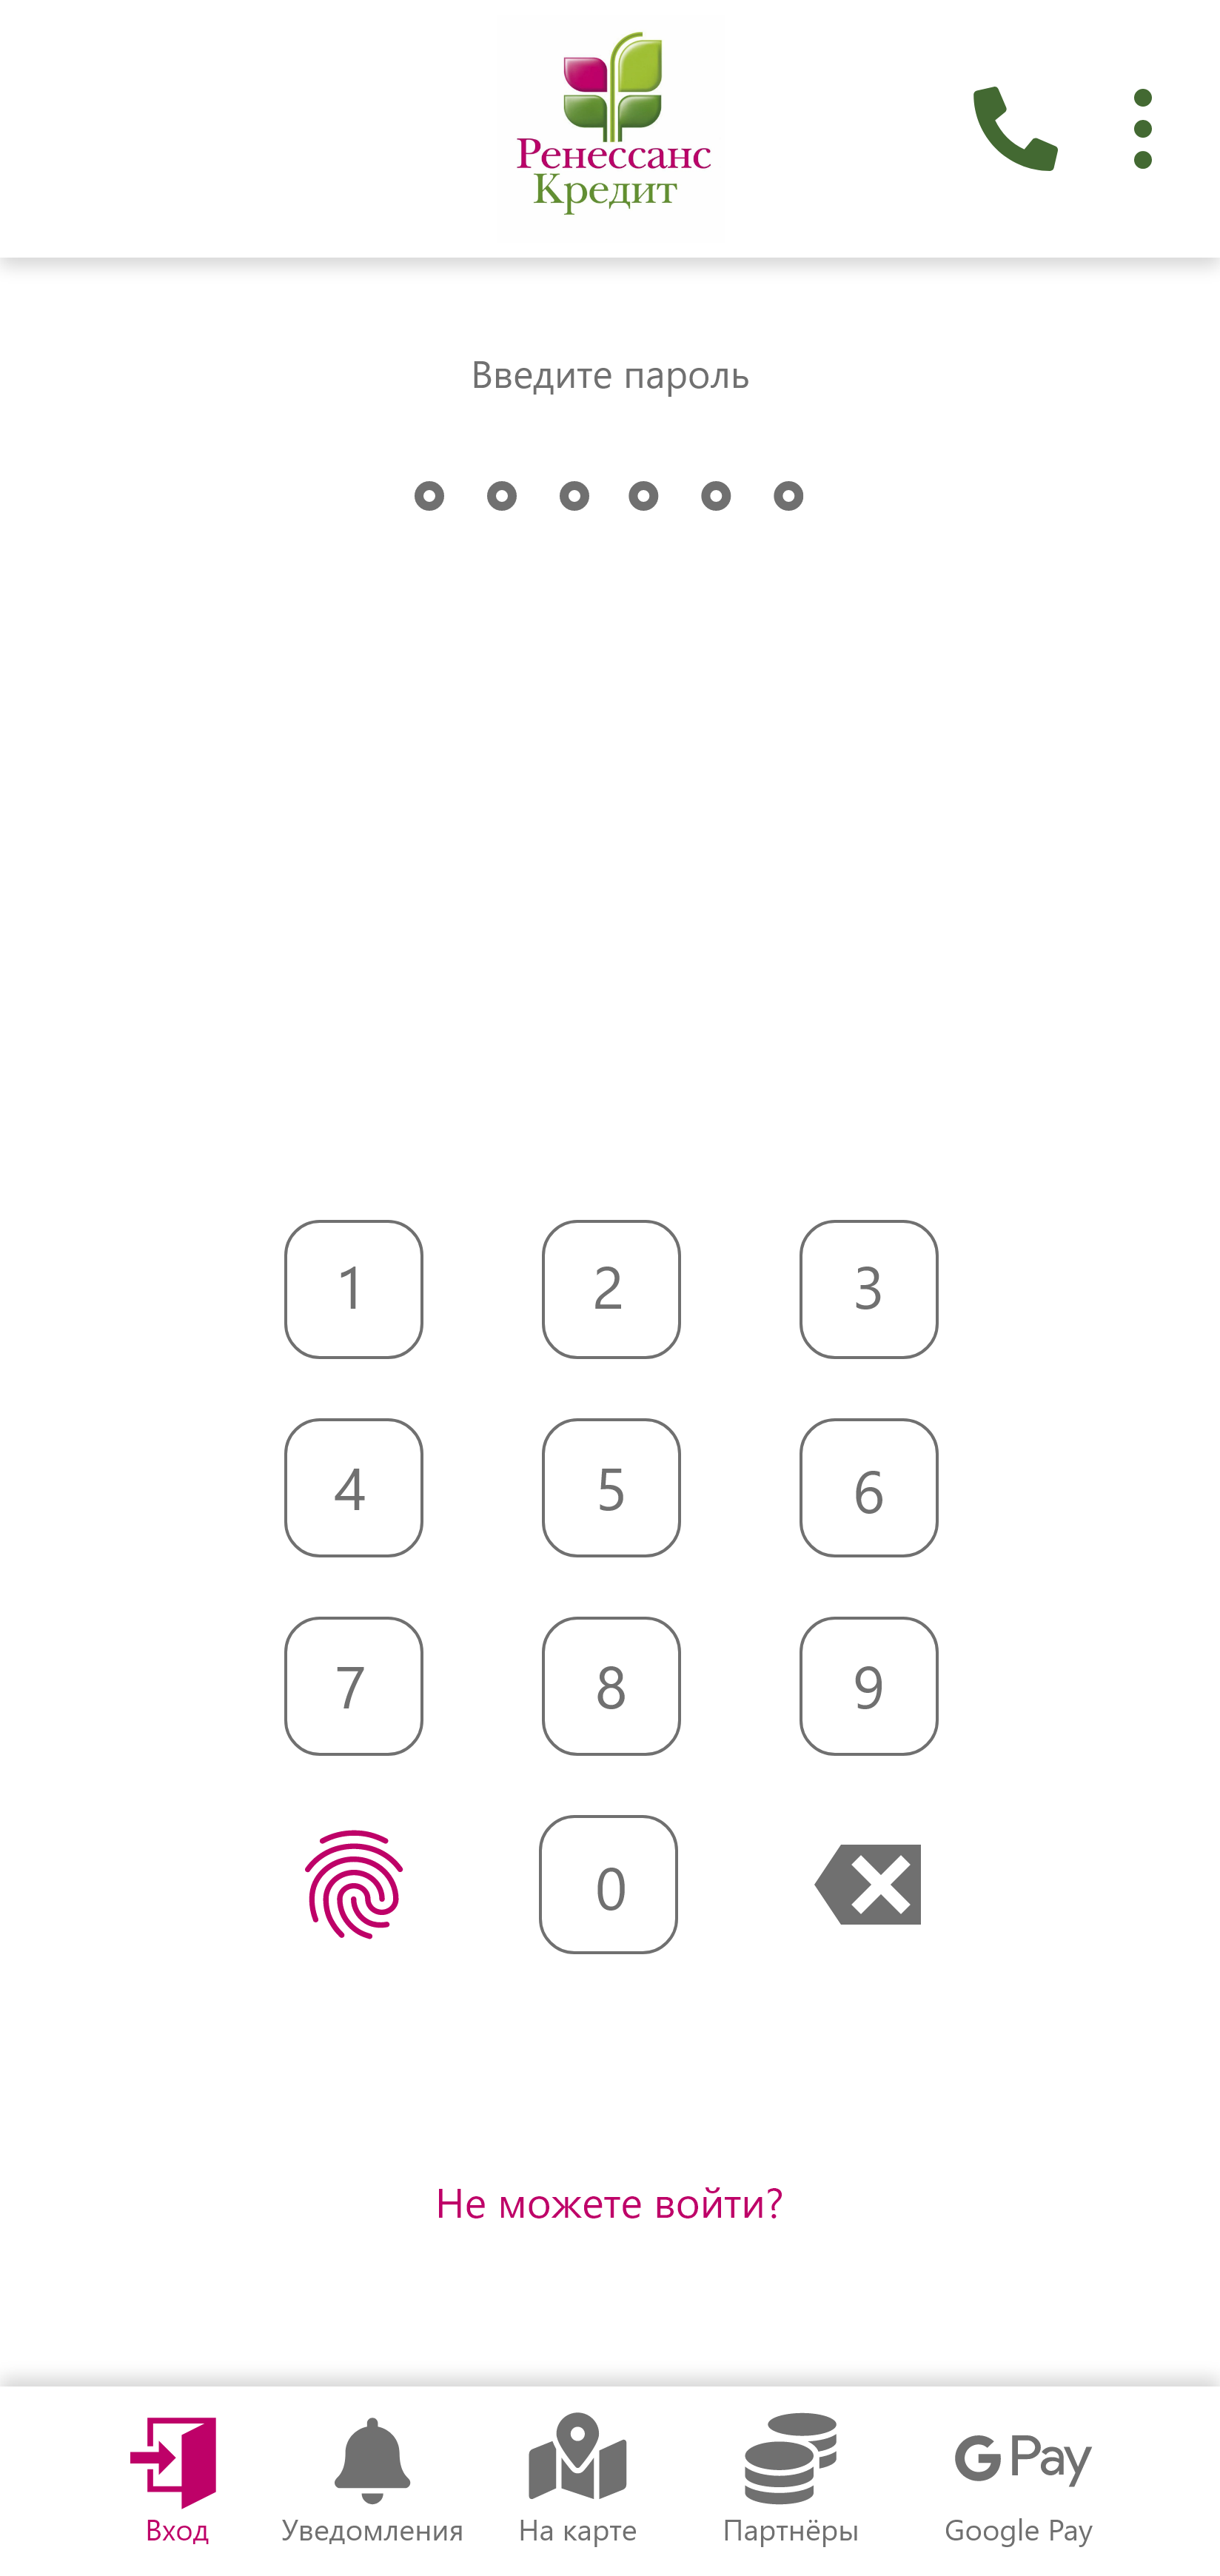 Ренессанс
Кредит
Введите пароль
1 2 3
4 5 6
7 8 9
0
Не можете войти?
G Pay
Вход Уведомления На карте Партнёры Google Pay